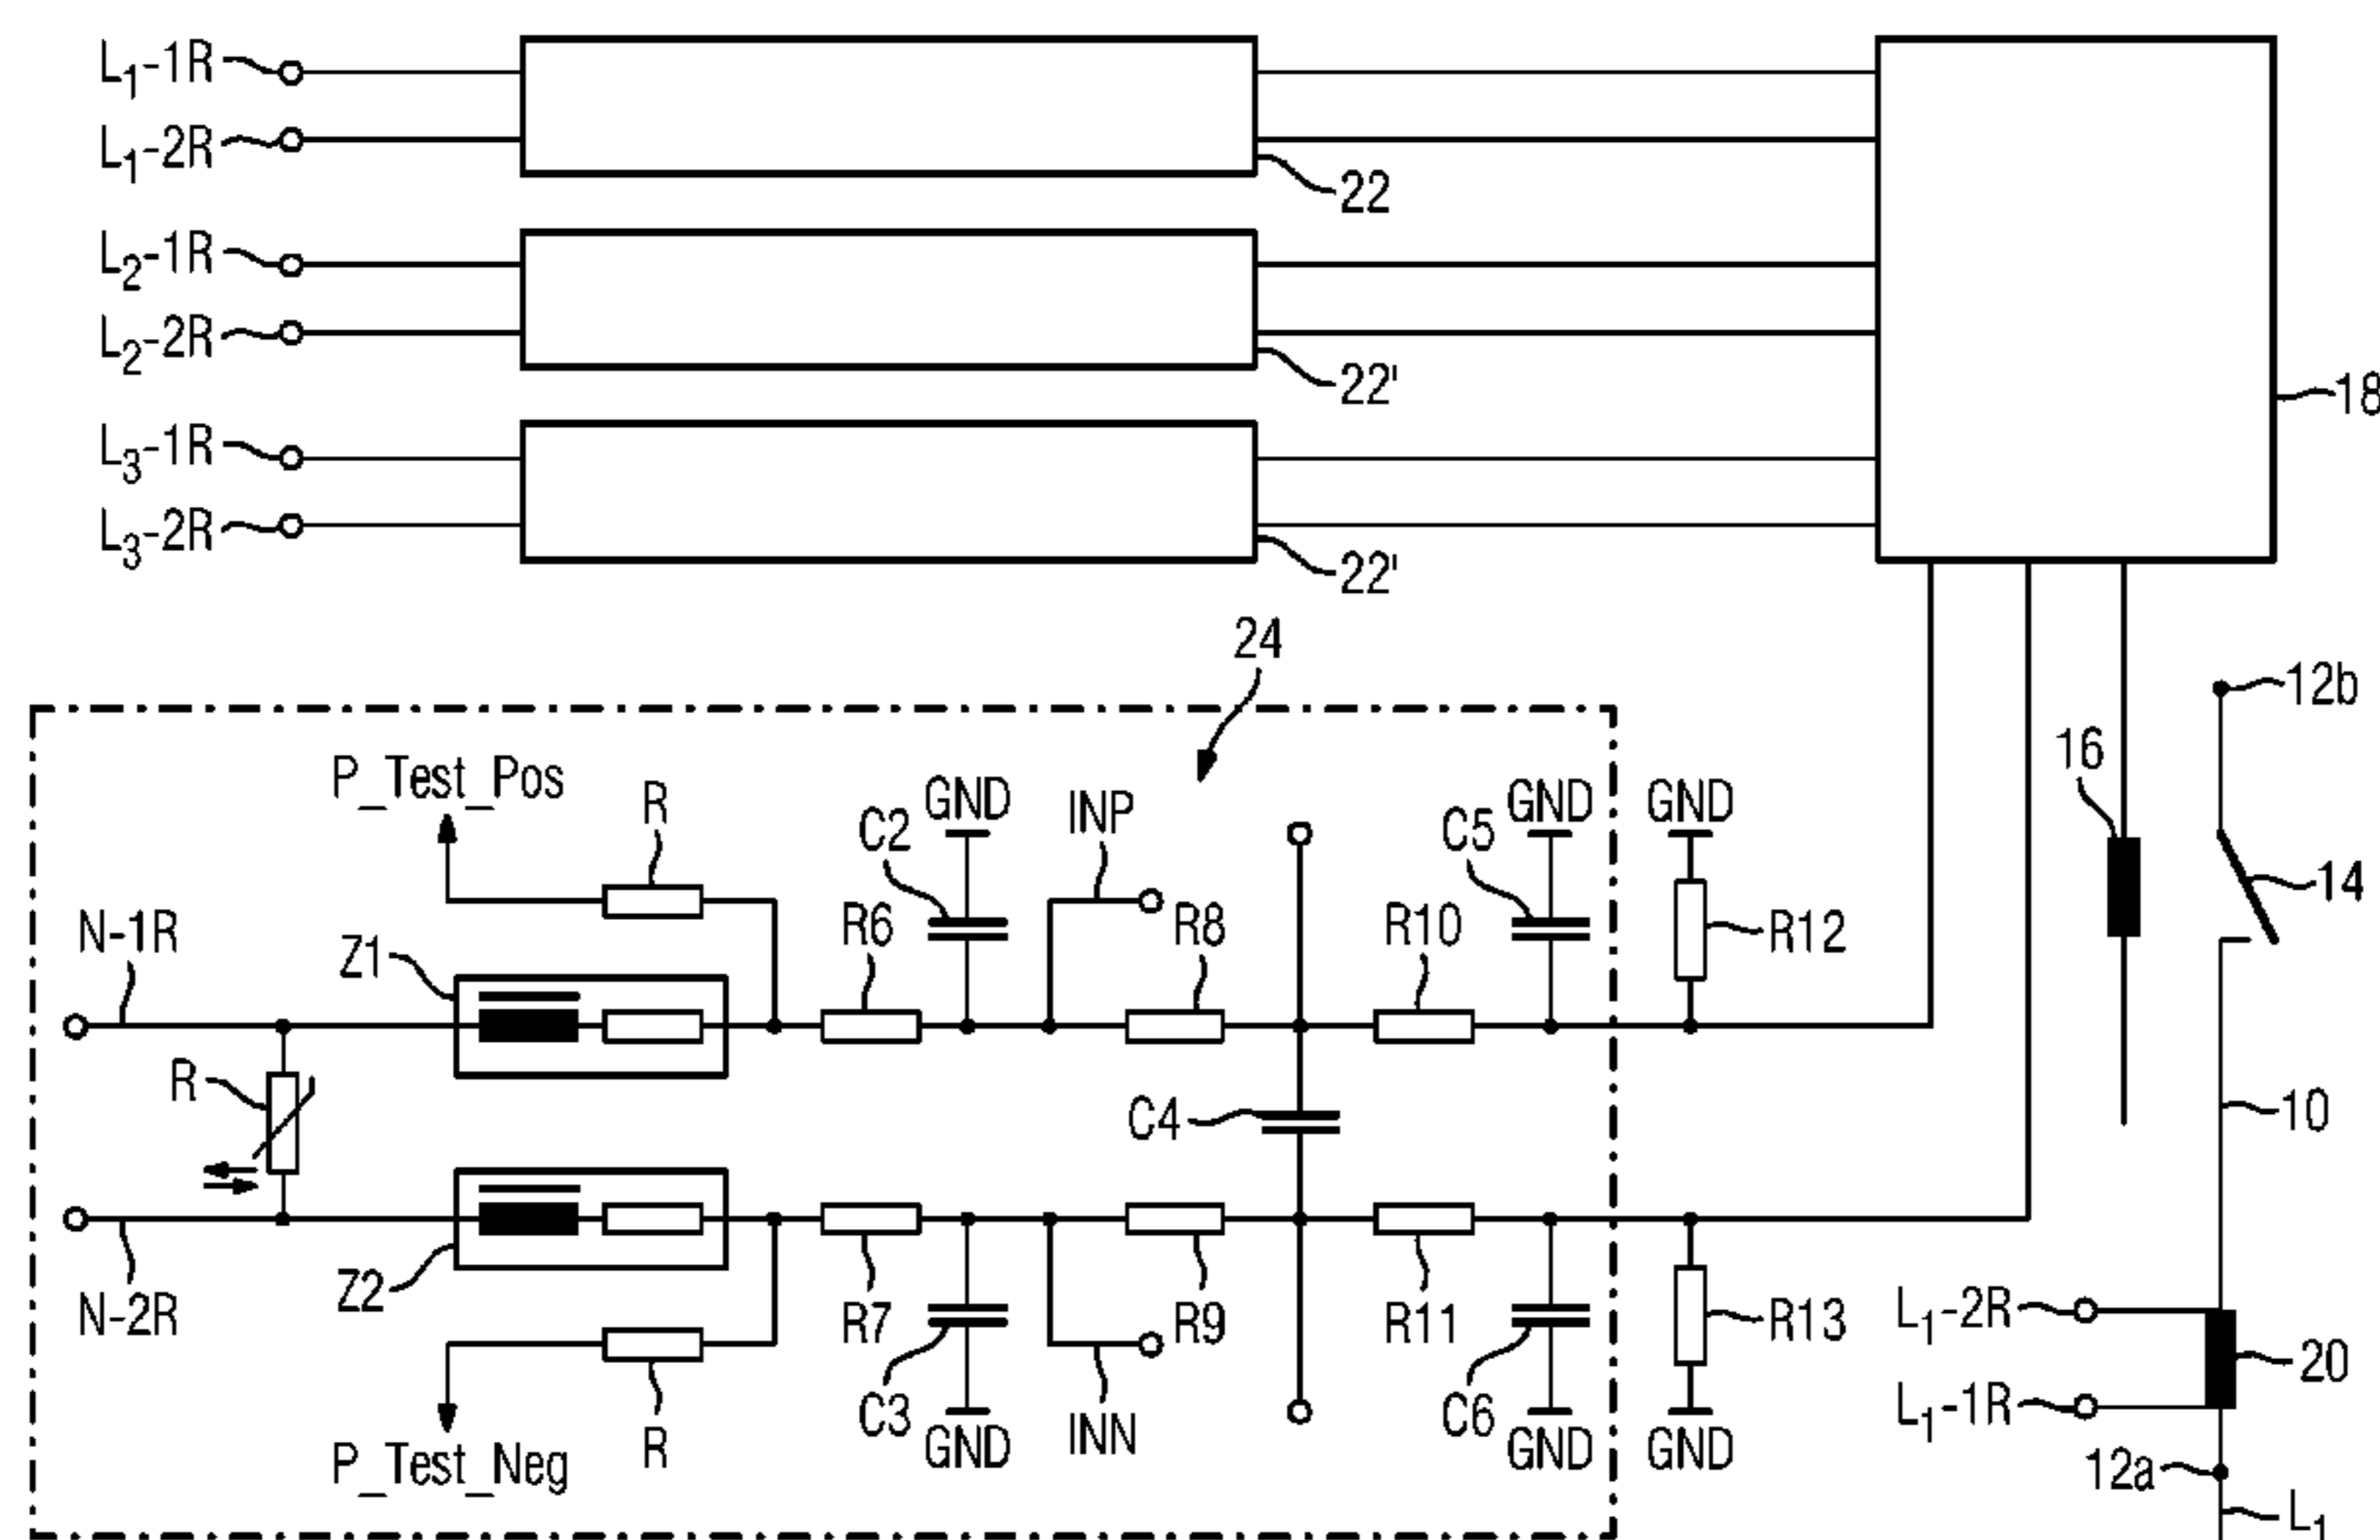 L1-1R
L1-2R
22
L2-1R
L2-2R
22'
18
L3-1R
L3-2R
22'
24
12b
16
P_Test_Pos
R
C2
GND
INP
C5
GND
GND
14
N-1R
Z1
R6
R8
R10
R12
R
C4
10
Z2
N-2R
R7
R9
R11
R13
L1-2R
20
C3
GND
INN
C6
GND
GND
L1-1R
P_Test_Neg
R
12a
L1